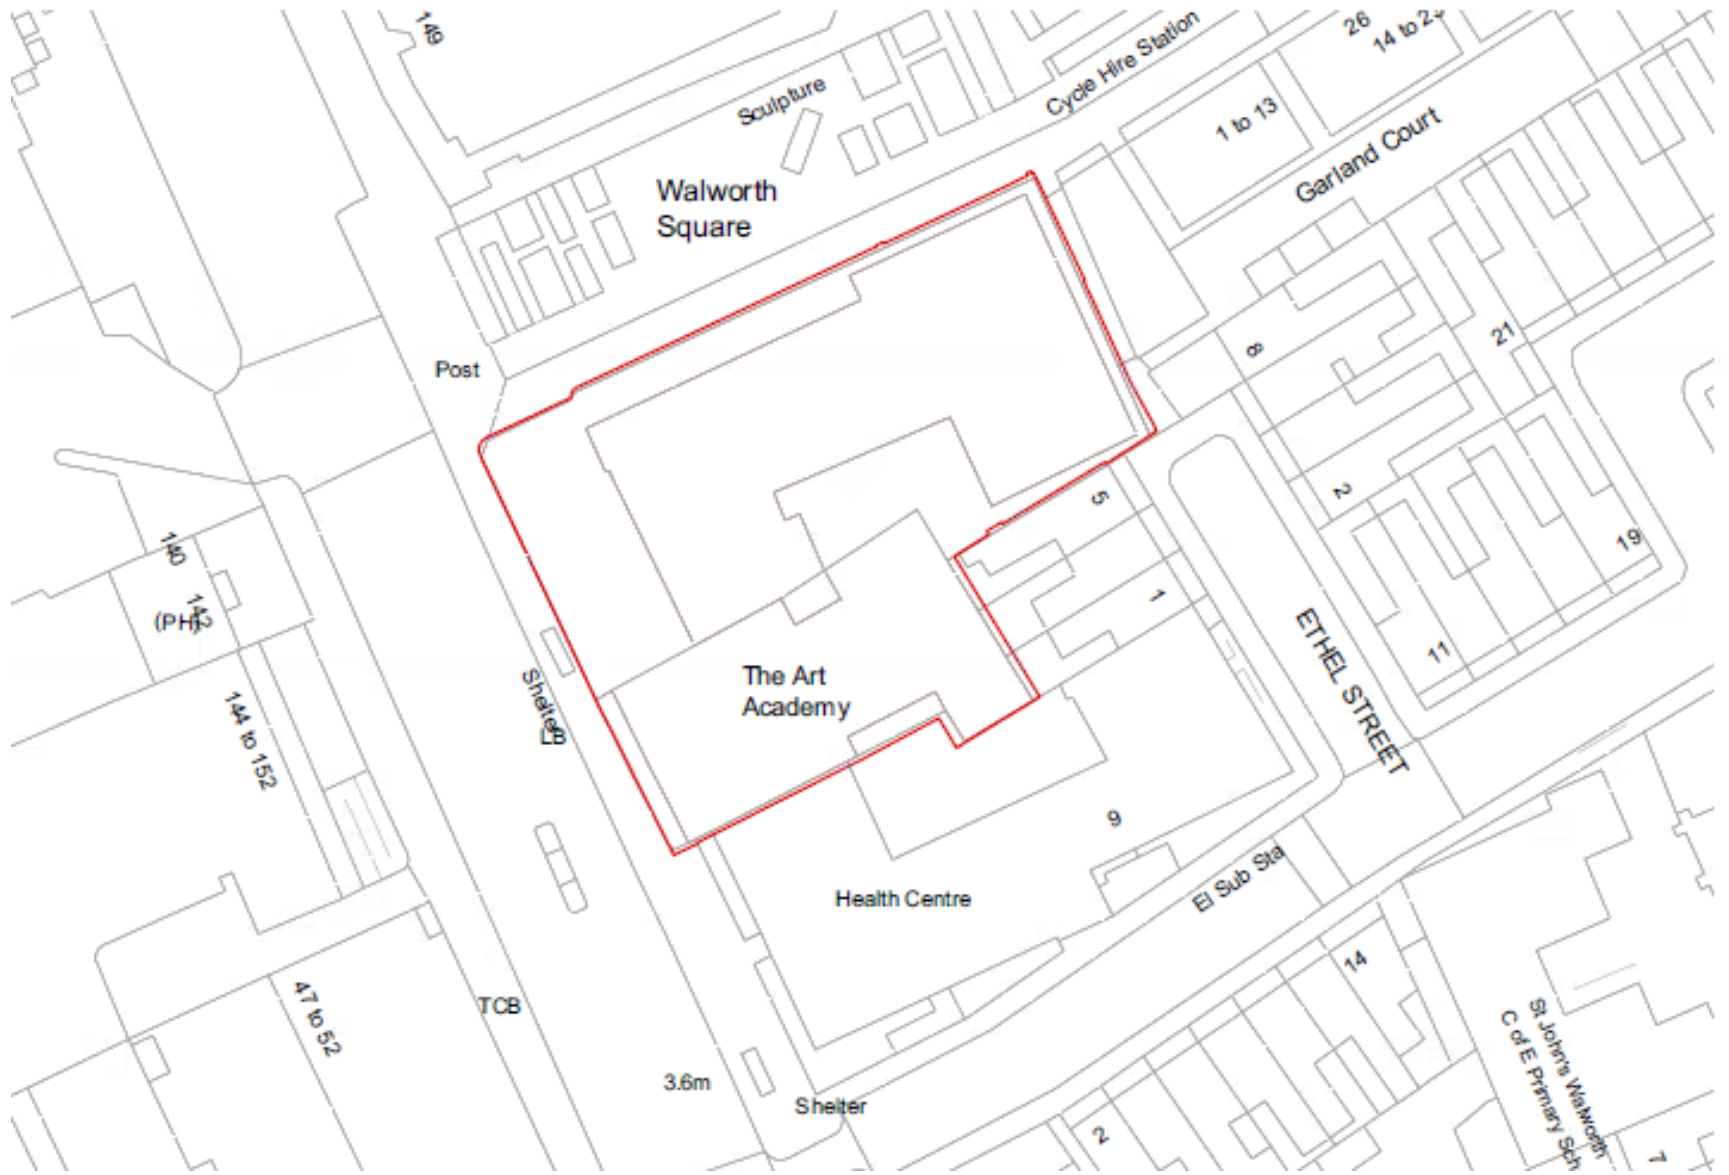 149
Sculpture
Cycle Hire Station
26
14 to
1 to 13
Garland Court
Walworth
Square
Post
8
21
5
2
19
140
(PH)
142
1
ETHEL STREET
11
The Art
Academy
Shelter
LB
144 to 152
9
El Sub Sta
Health Centre
14
TCB
47 to 52
3.6m
Shelter
2
St John's Walworth
C of E Primary Sch
7